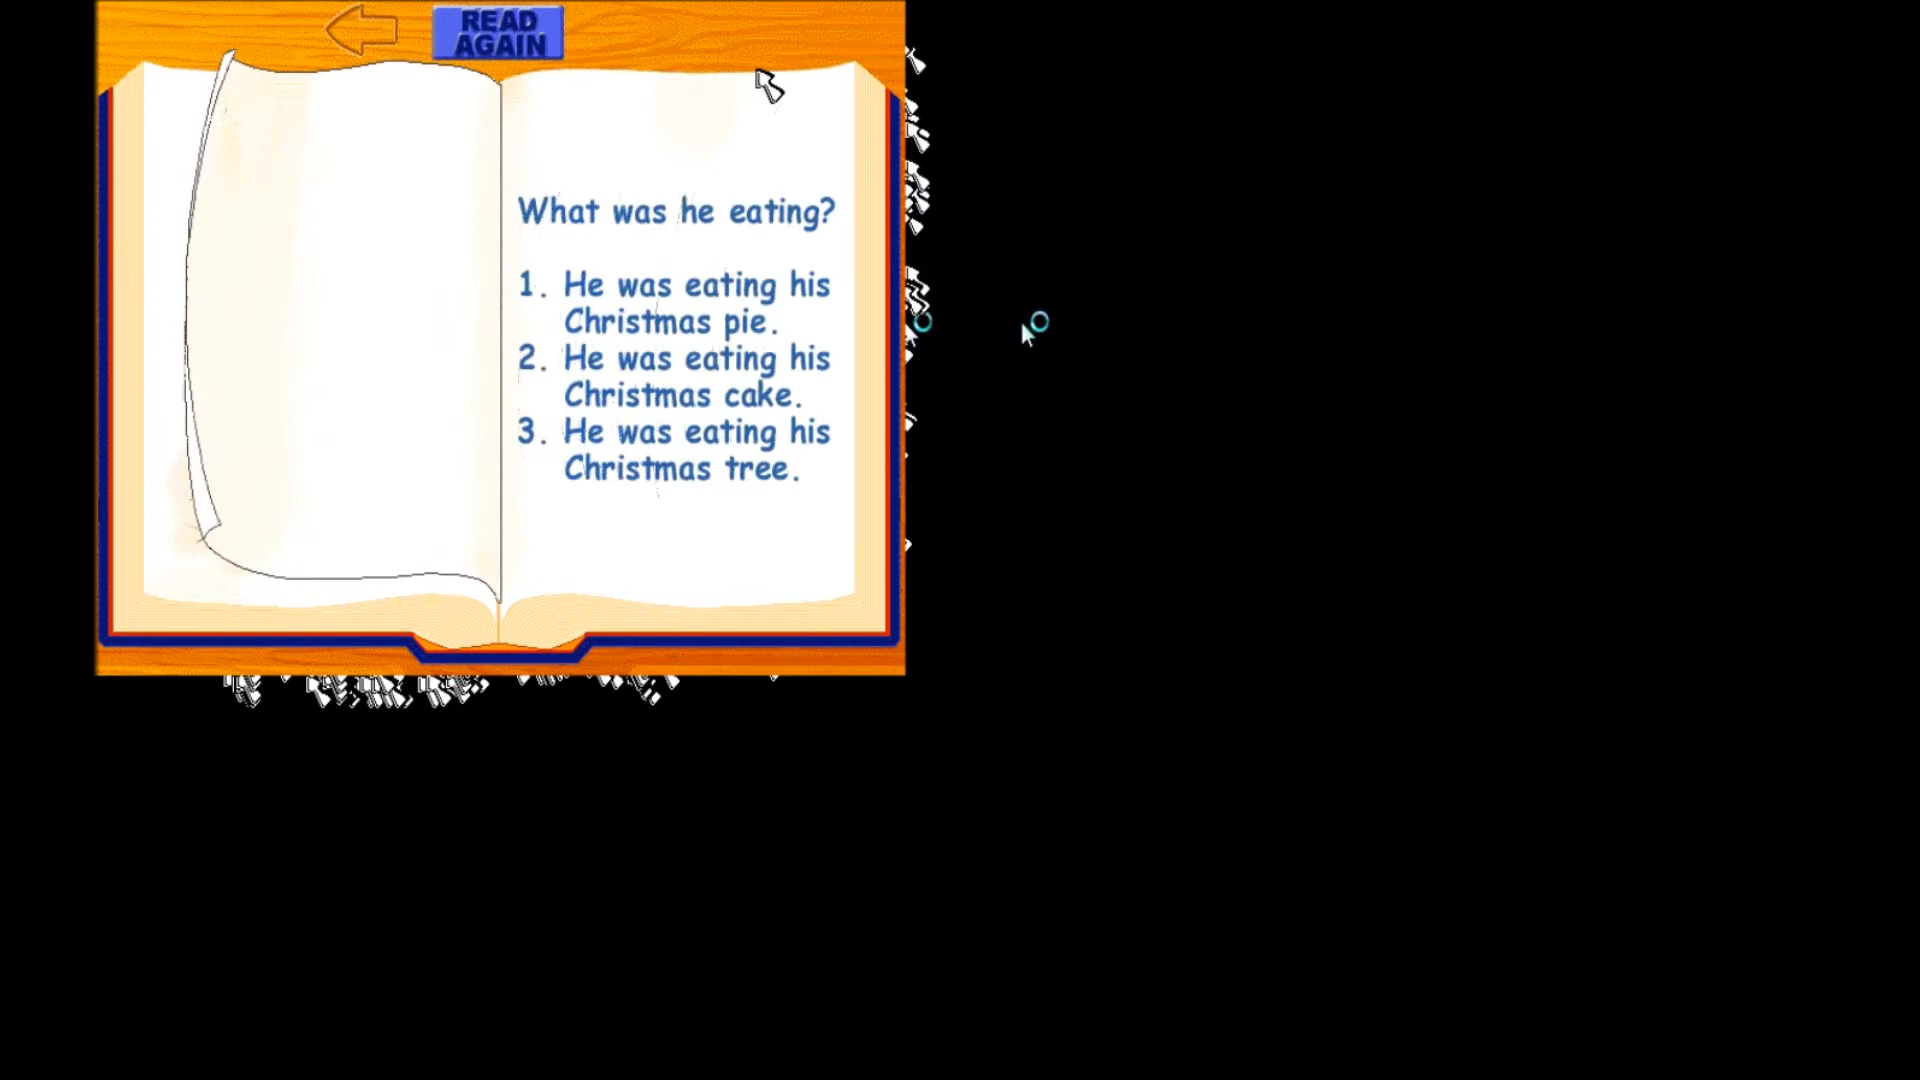 READ
AGAIN
What was he eating?
1. He was eating his
Christmas pie.
2. He was eating his
Christmas cake.
3. He was eating his
Christmas tree.